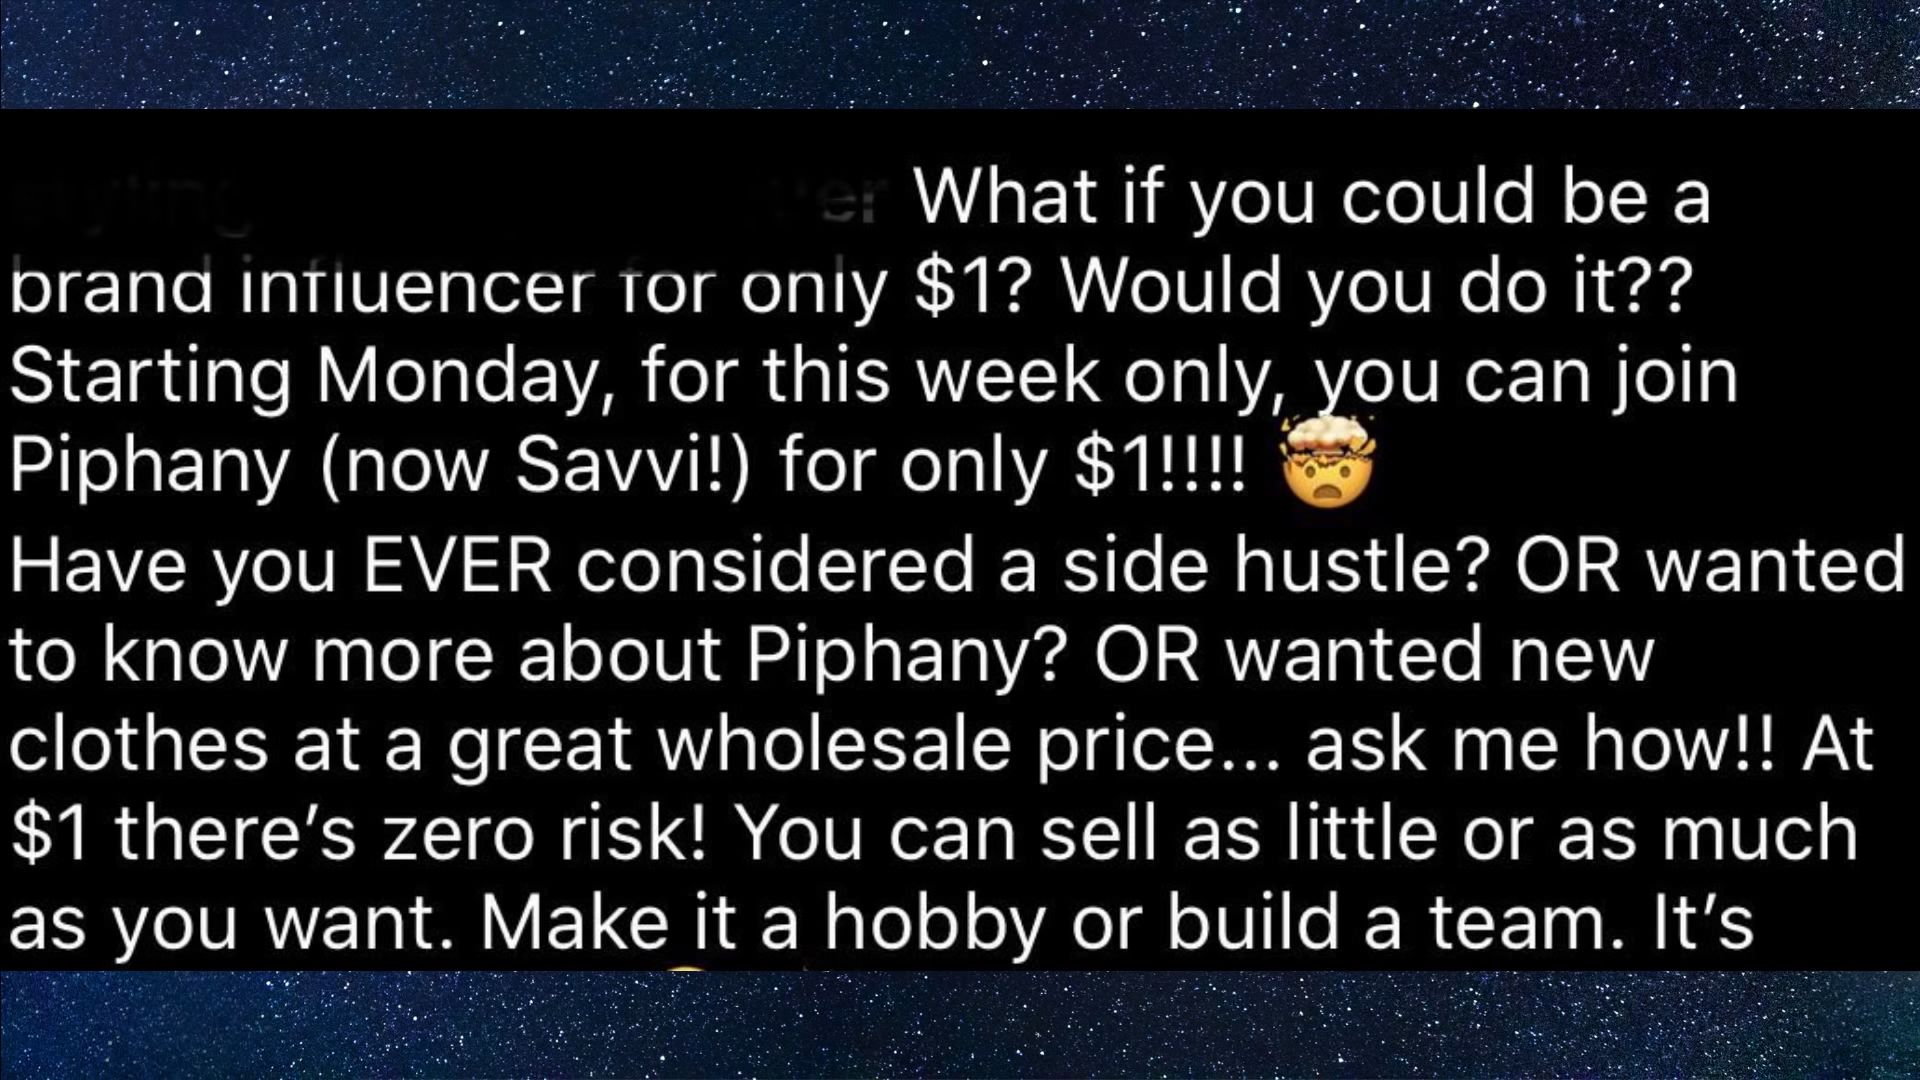 What if you could be a
brand influencer for only $1? Would you do it??
Starting Monday, for this week only, you can join
Piphany (now Savvi!) for only $1!!!! 🤯
Have you EVER considered a side hustle? OR wanted
to know more about Piphany? OR wanted new
clothes at a great wholesale price... ask me how!! At
$1 there’s zero risk! You can sell as little or as much
as you want. Make it a hobby or build a team. It’s